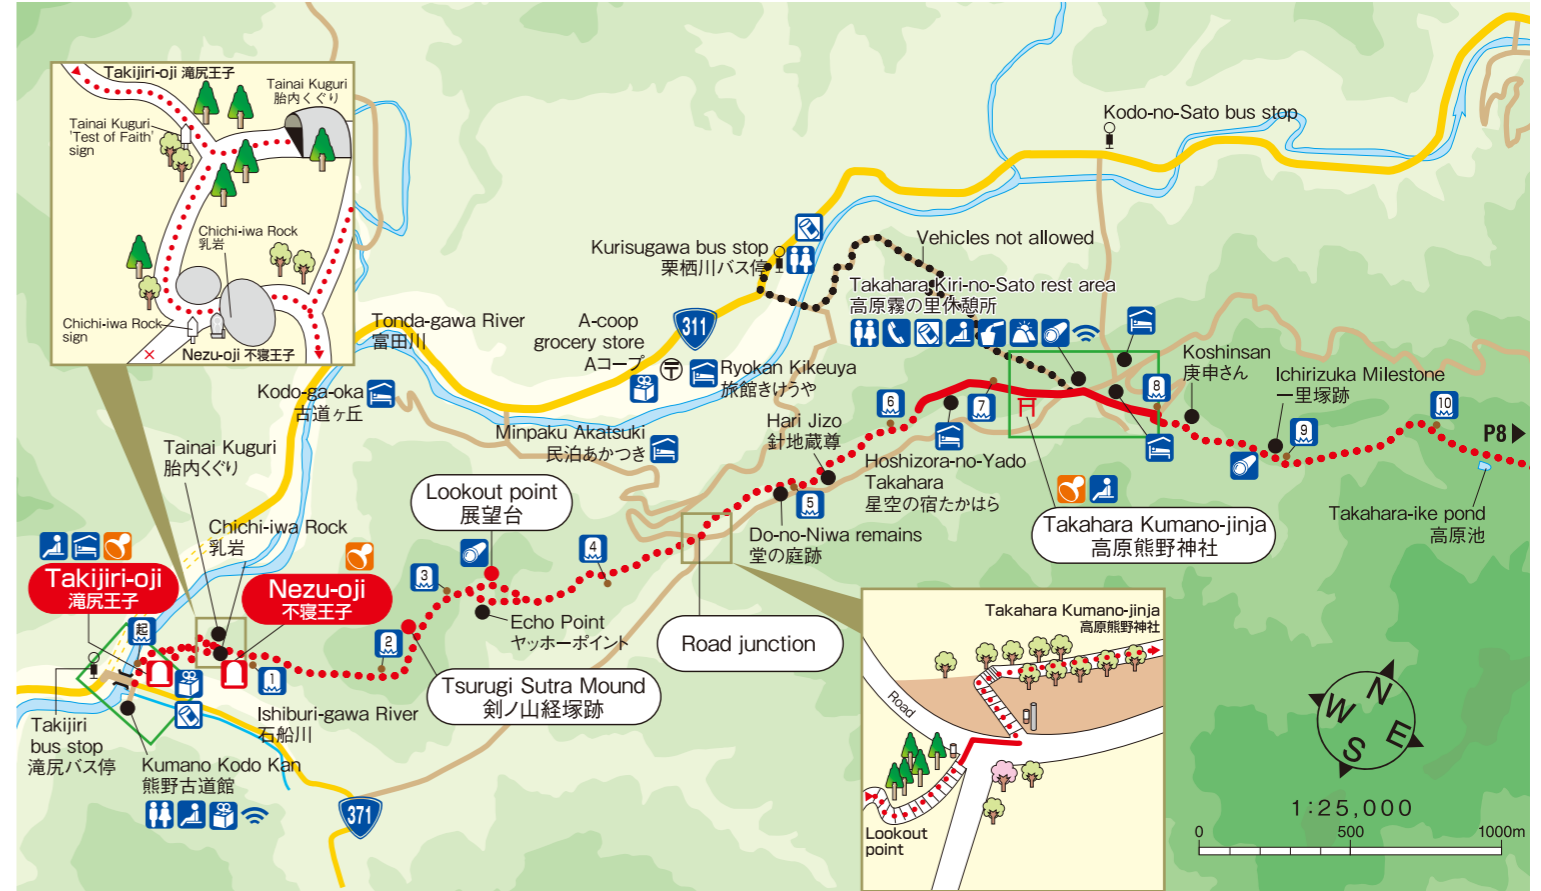 Takijiri-oji 滝尻王子
Tainai Kuguri
胎内くぐり
Tainai Kuguri
'Test of Faith'
sign
Chichi-iwa Rock
乳岩
Chichi-iwa Rock
sign
Nezu-oji 不寝王子
Kodo-no-Sato bus stop
Kurisugawa bus stop
栗栖川バス停
Vehicles not allowed
Takahara Kiri-no-Sato rest area
高原霧の里休憩所
Tonda-gawa River
富田川
A-coop
grocery store
Aコープ
〒
311
Ryokan Kikeuya
旅館きけうや
Koshinsan
庚申さん
Ichirizuka Milestone
一里塚跡
Kodo-ga-oka
古道ヶ丘
Minpaku Akatsuki
民泊あかつき
Hari Jizo
針地蔵尊
6
7
8
9
10
P8
Hoshizora-no-Yado
Takahara
星空の宿たかはら
Takahara Kumano-jinja
高原熊野神社
Takahara-ike pond
高原池
Tainai Kuguri
胎内くぐり
Chichi-iwa Rock
乳岩
Lookout point
展望台
5
Do-no-Niwa remains
堂の庭跡
Takijiri-oji
滝尻王子
Nezu-oji
不寝王子
起
1
2
3
4
Echo Point
ヤッホーポイント
Road junction
Tsurugi Sutra Mound
剣ノ山経塚跡
Ishiburi-gawa River
石船川
Takijiri
bus stop
滝尻バス停
Kumano Kodo Kan
熊野古道館
371
Takahara Kumano-jinja
高原熊野神社
Road
Lookout
point
N
W
E
S
1:25,000
0
500
1000m